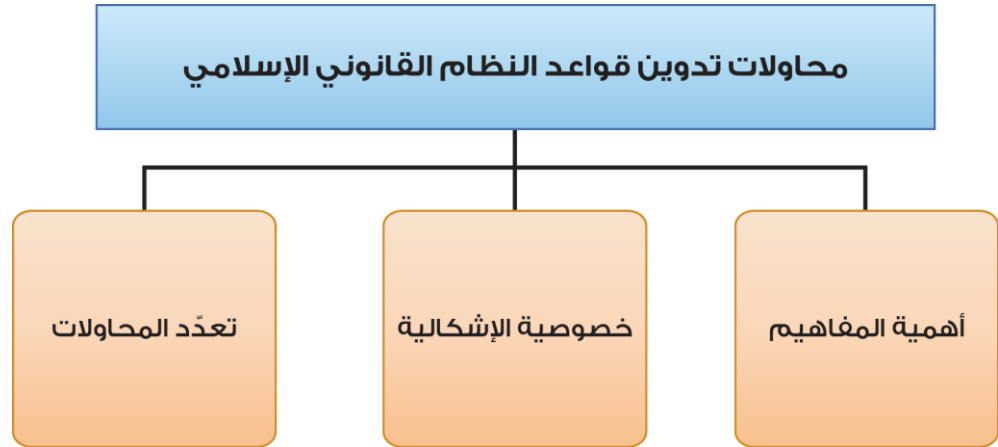 محاولات تدوين قواعد النظام القانوني الإسلامي
أهمية المفاهيم
خصوصية الإشكالية
تعدّد المحاولات